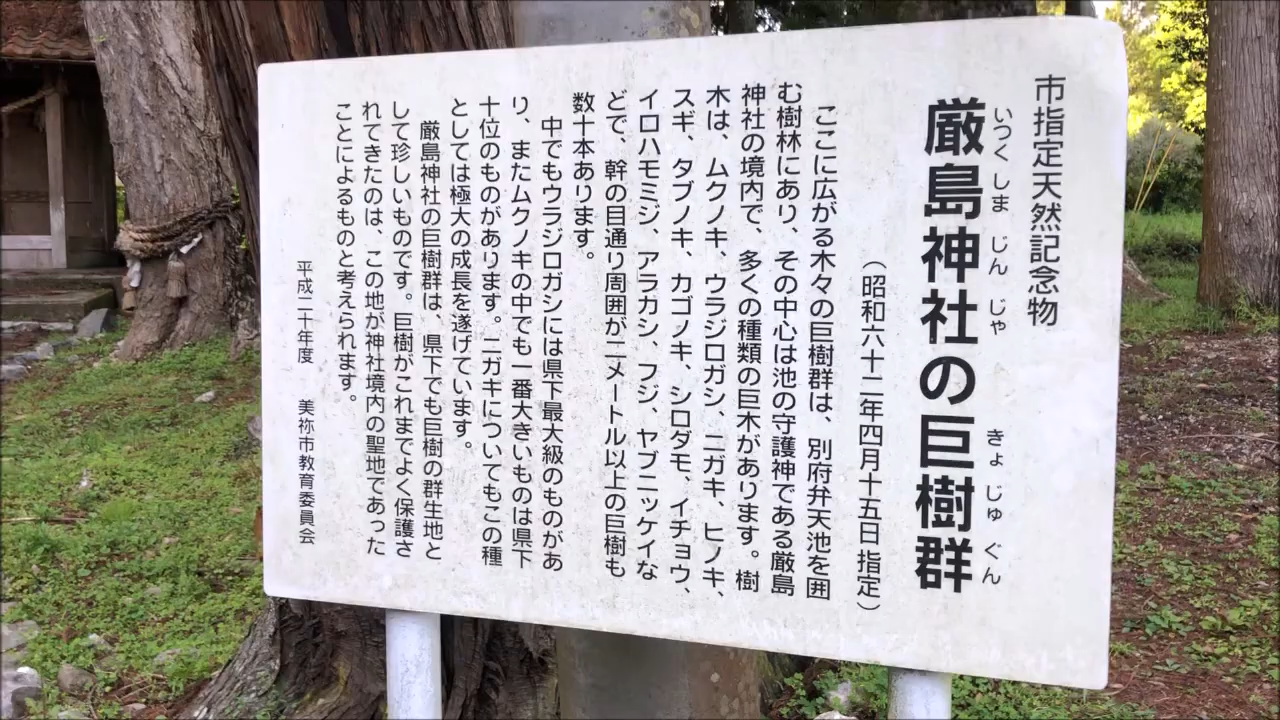 市指定天然記念物
厳島神社の巨樹群
いつくしまじんじゃ きょじゅぐん
（昭和六十二年四月十五日指定）
ここに広がる木々の巨樹群は、別府弁天池を囲
む樹林にあり、その中心は池の守護神である厳島
神社の境内で、多くの種類の巨木があります。樹
木は、ムクノキ、ウラジロガシ、ニガキ、ヒノキ、
スギ、タブノキ、カゴノキ、シロダモ、イチョウ、
イロハモミジ、アラカシ、フジ、ヤブニッケイな
どで、幹の目通り周囲が二メートル以上の巨樹も
数十本あります。
中でもウラジロガシには県下最大級のものがあ
り、またムクノキの中でも一番大きいものは県下
十位のものがあります。ニガキについてもこの種
としては極大の成長を遂げています。
厳島神社の巨樹群は、県下でも巨樹の群生地と
して珍しいものです。巨樹がこれまでよく保護さ
れてきたのは、この地が神社境内の聖地であった
ことによるものと考えられます。
平成二十年度 美祢市教育委員会